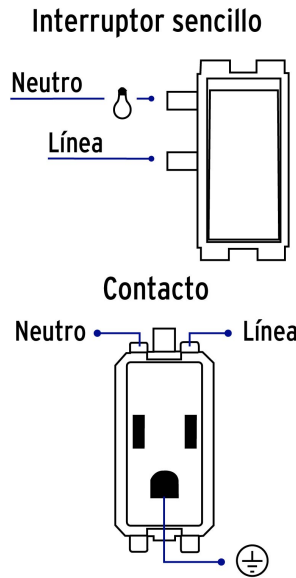 Interruptor sencillo
Neutro
Línea
Contacto
Neutro
Línea